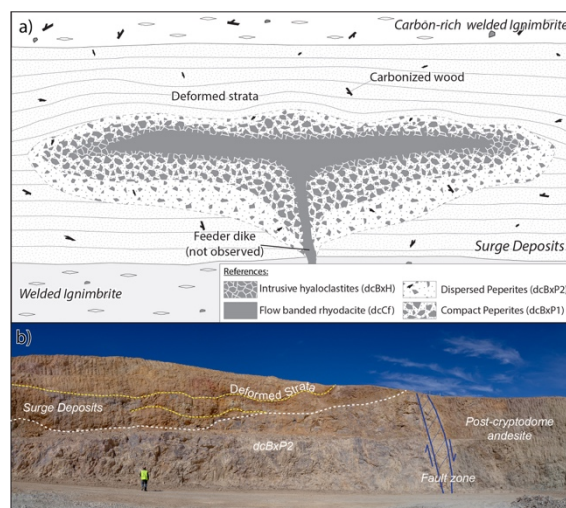 a)
Carbon-rich welded Ignimbrite
Carbonized wood
Deformed strata
Feeder dike
(not observed)
Surge Deposits
Welded Ignimbrite
References:
Intrusive hyaloclastites (dcBxH)
Dispersed Peperites (dcBxP2)
Flow banded rhyodacite (dcCf)
Compact Peperites (dcBxP1)
b)
Deformed Strata
Surge Deposits
Post-cryptodome
andesite
dcBxP2
Fault zone